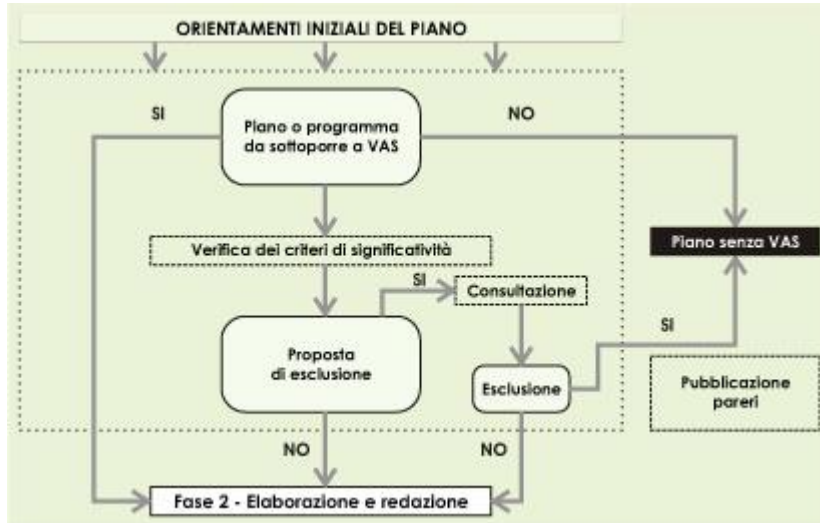 ORIENTAMENTI INIZIALI DEL PIANO
SI
Piano o programma
da sottoporre a VAS
NO
Verifica dei criteri di significatività
Piano senza VAS
SI
Consultazione
Proposta
di esclusione
Esclusione
SI
Pubblicazione
pareri
NO
NO
Fase 2 - Elaborazione e redazione